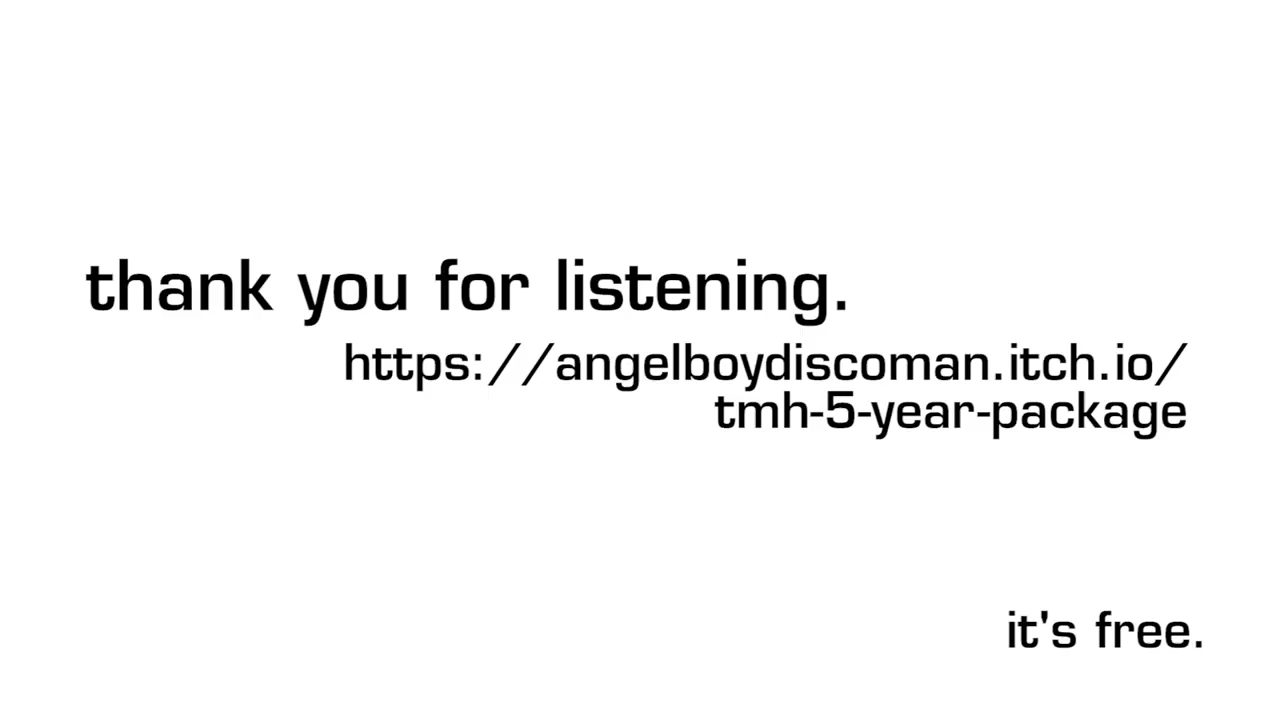 thank you for listening.
https://angelboydiscoman.itch.io/
tmh-5-year-package
it's free.